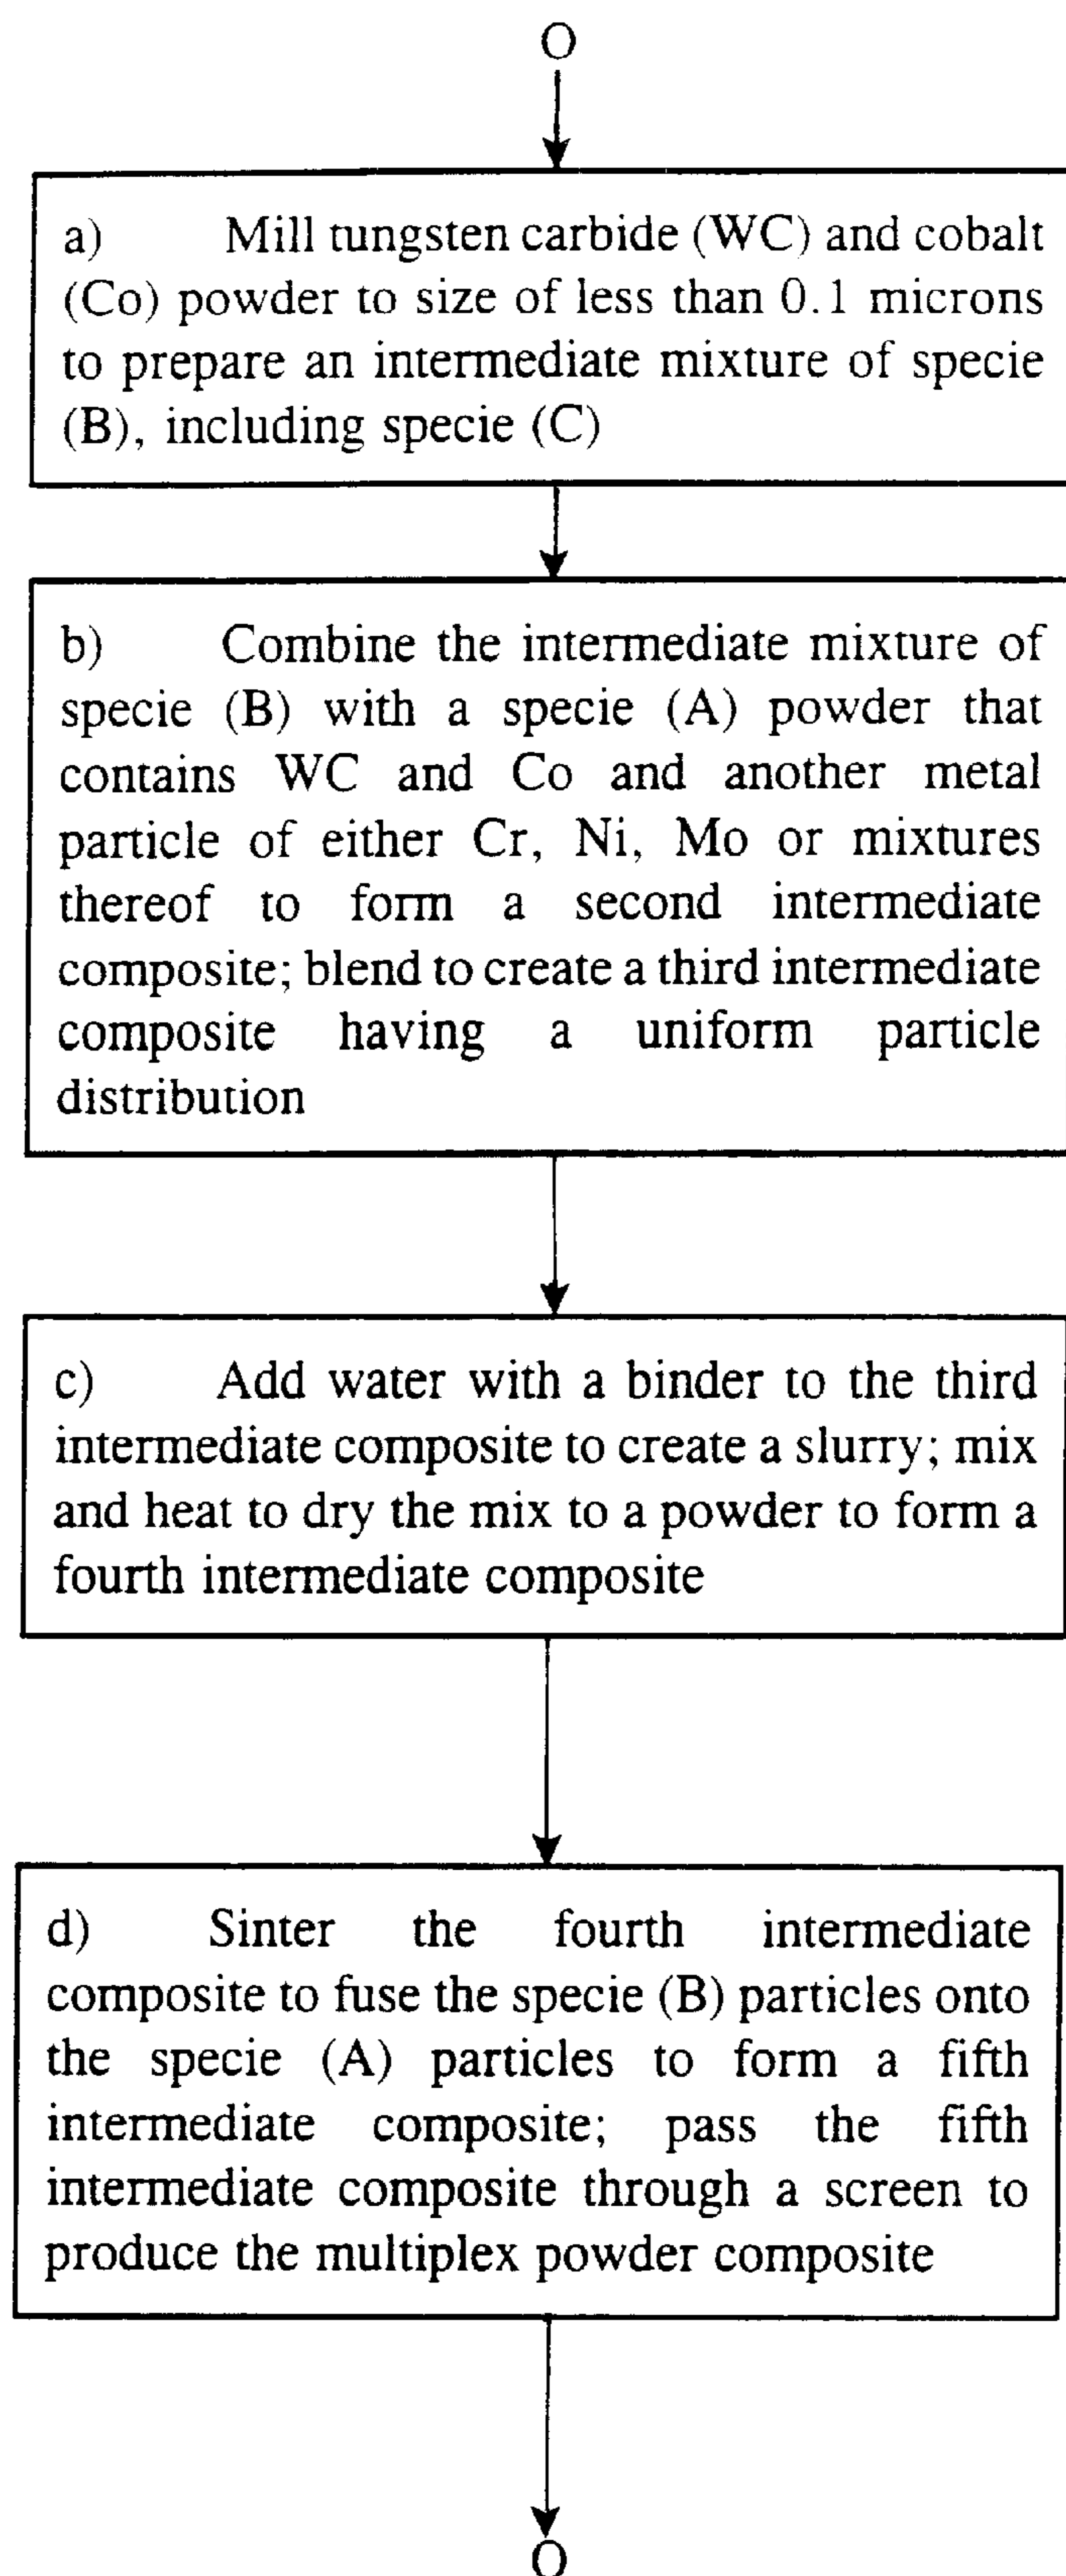 O
a) Mill tungsten carbide (WC) and cobalt
(Co) powder to size of less than 0.1 microns
to prepare an intermediate mixture of specie
(B), including specie (C)
b) Combine the intermediate mixture of
specie (B) with a specie (A) powder that
contains WC and Co and another metal
particle of either Cr, Ni, Mo or mixtures
thereof to form a second intermediate
composite; blend to create a third intermediate
composite having a uniform particle
distribution
c) Add water with a binder to the third
intermediate composite to create a slurry; mix
and heat to dry the mix to a powder to form a
fourth intermediate composite
d) Sinter the fourth intermediate
composite to fuse the specie (B) particles onto
the specie (A) particles to form a fifth
intermediate composite; pass the fifth
intermediate composite through a screen to
produce the multiplex powder composite
O